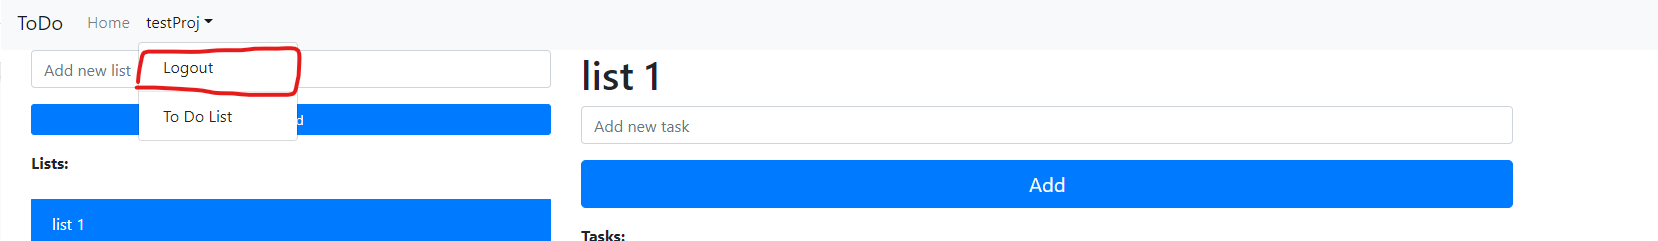 ToDo Home testProj
Logout
To Do List
Add new list
d
Lists:
list 1
list 1
Add new task
Add
Tasks: